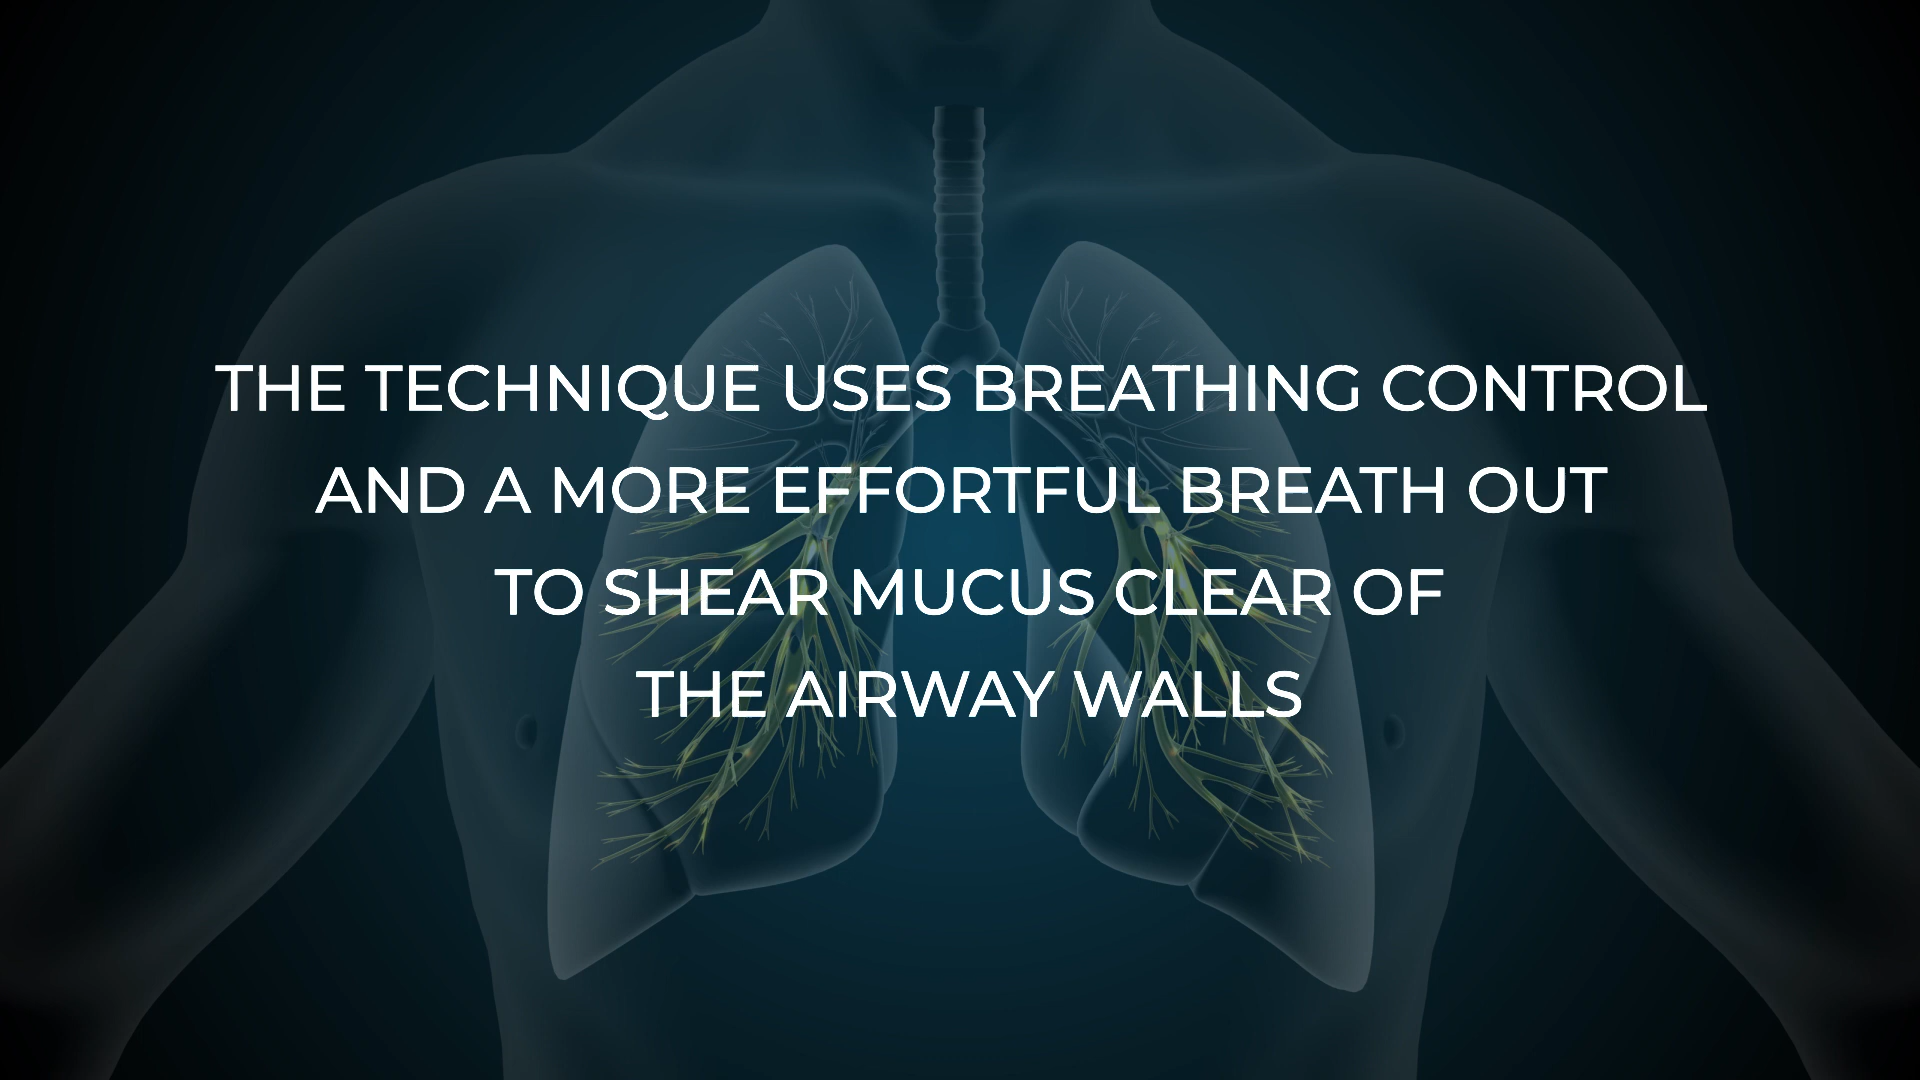 THE TECHNIQUE USES BREATHING CONTROL
AND A MORE EFFORTFUL BREATH OUT
TO SHEAR MUCUS CLEAR OF
THE AIRWAY WALLS